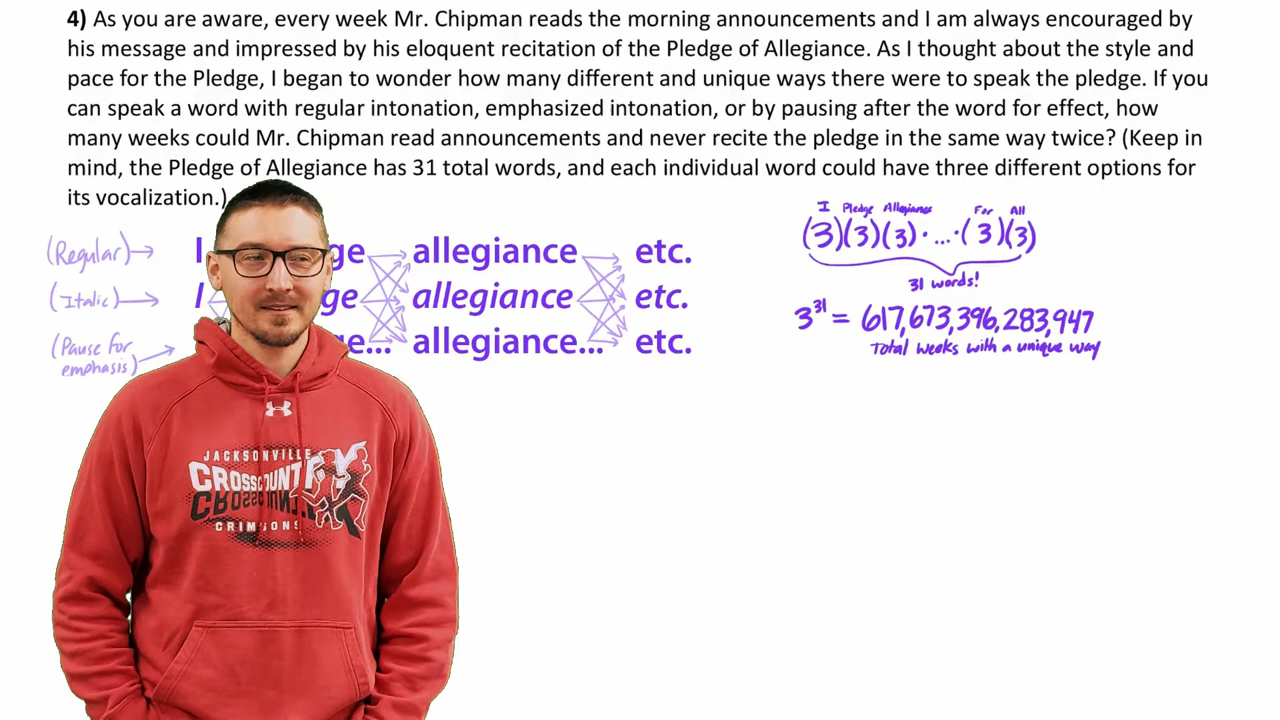 4) As you are aware, every week Mr. Chipman reads the morning announcements and I am always encouraged by
his message and impressed by his eloquent recitation of the Pledge of Allegiance. As I thought about the style and
pace for the Pledge, I began to wonder how many different and unique ways there were to speak the pledge. If you
can speak a word with regular intonation, emphasized intonation, or by pausing after the word for effect, how
many weeks could Mr. Chipman read announcements and never recite the pledge in the same way twice? (Keep in
mind, the Pledge of Allegiance has 31 total words, and each individual word could have three different options for
its vocalization.)
I Pledge Allegiance For All
(3)(3)(3)·...·(3)(3)
31 words!
3³¹ = 617,673,396,283,947
Total weeks with a unique way
(Regular)→ I ge allegiance etc.
(Italic)→ I ge allegiance etc.
(Pause for
emphasis)→ ge... allegiance... etc.
JACKSONVILLE
CROSS COUNTRY
CRIMSONS